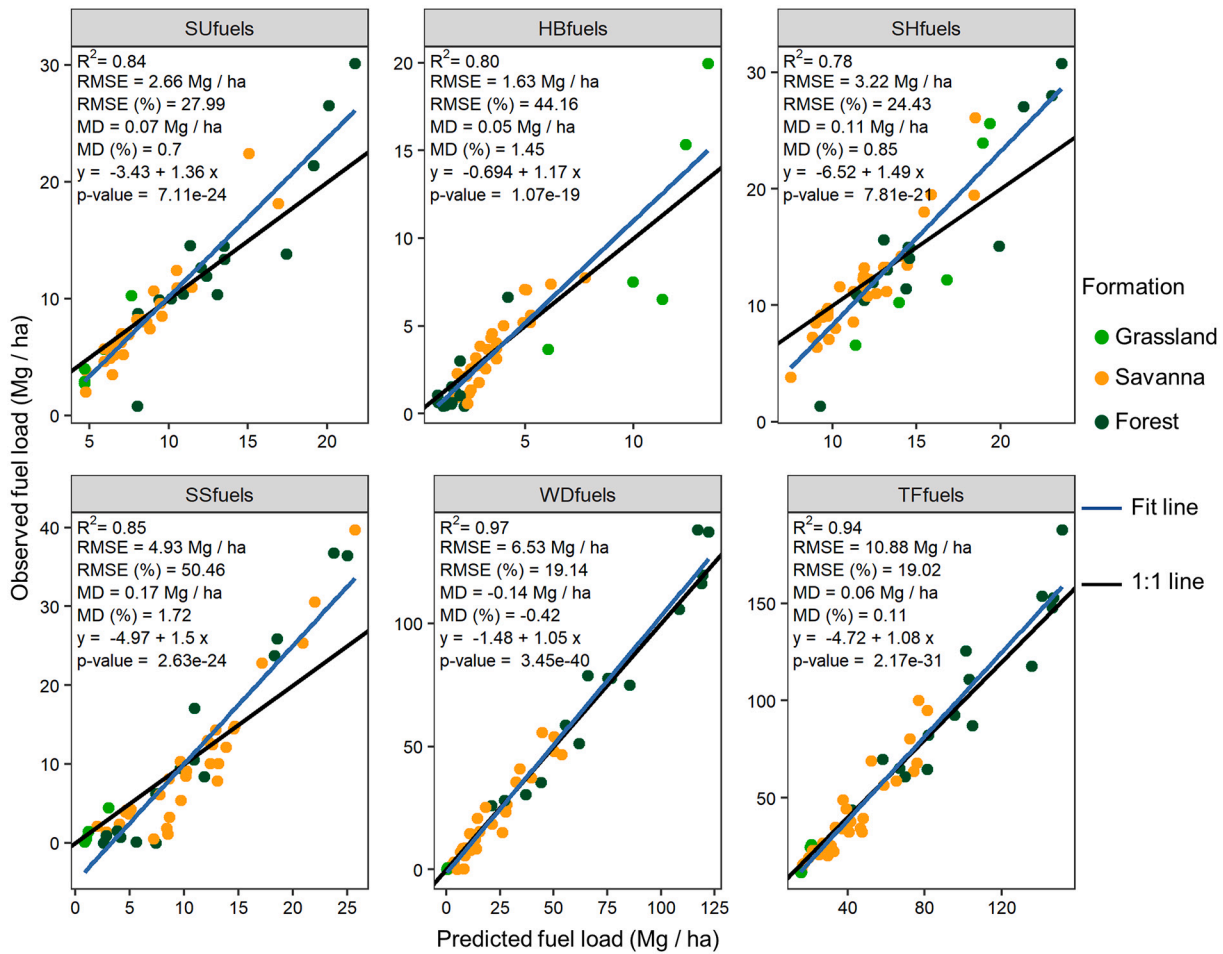 SUfuels
R2= 0.84
RMSE = 2.66 Mg / ha
RMSE (%) = 27.99
MD = 0.07 Mg / ha
MD (%) = 0.7
y = -3.43 + 1.36 x
p-value = 7.11e-24
30
20
10
0
5
10
15
20
HBfuels
R2= 0.80
RMSE = 1.63 Mg / ha
RMSE (%) = 44.16
MD = 0.05 Mg / ha
MD (%) = 1.45
y = -0.694 + 1.17 x
p-value = 1.07e-19
20
15
10
5
0
5
10
SHfuels
R2= 0.78
RMSE = 3.22 Mg / ha
RMSE (%) = 24.43
MD = 0.11 Mg / ha
MD (%) = 0.85
y = -6.52 + 1.49 x
p-value = 7.81e-21
30
20
10
0
10
15
20
Observed fuel load (Mg / ha)
SSfuels
R2= 0.85
RMSE = 4.93 Mg / ha
RMSE (%) = 50.46
MD = 0.17 Mg / ha
MD (%) = 1.72
y = -4.97 + 1.5 x
p-value = 2.63e-24
40
30
20
10
0
0
5
10
15
20
25
WDfuels
R2= 0.97
RMSE = 6.53 Mg / ha
RMSE (%) = 19.14
MD = -0.14 Mg / ha
MD (%) = -0.42
y = -1.48 + 1.05 x
p-value = 3.45e-40
100
50
0
0
25
50
75
100
125
TFfuels
R2= 0.94
RMSE = 10.88 Mg / ha
RMSE (%) = 19.02
MD = 0.06 Mg / ha
MD (%) = 0.11
y = -4.72 + 1.08 x
p-value = 2.17e-31
150
100
50
40
80
120
Predicted fuel load (Mg / ha)
Formation
Grassland
Savanna
Forest
Fit line
1:1 line